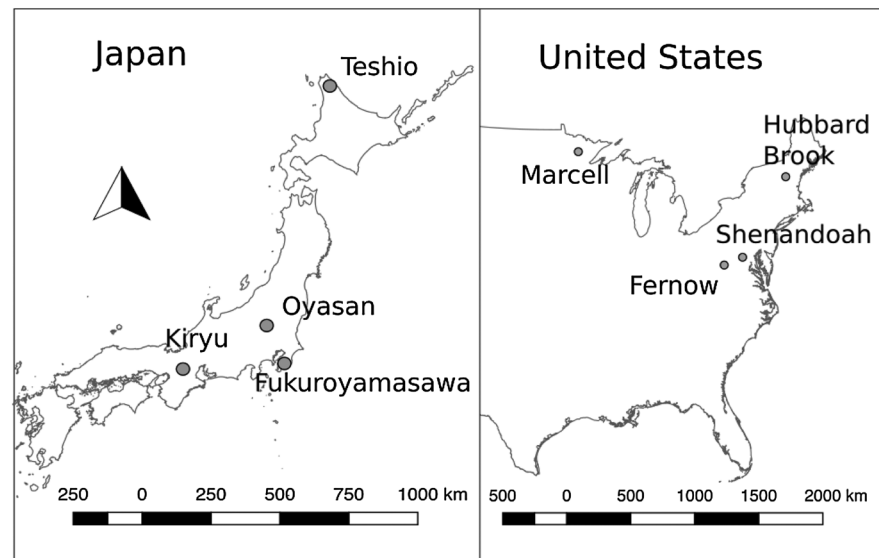 Japan
Teshio
Oyasan
Kiryu
Fukuroyamasawa
250 0 250 500 750 1000 km
United States
Hubbard
Brook
Marcell
Shenandoah
Fernow
500 0 500 1000 1500 2000 km